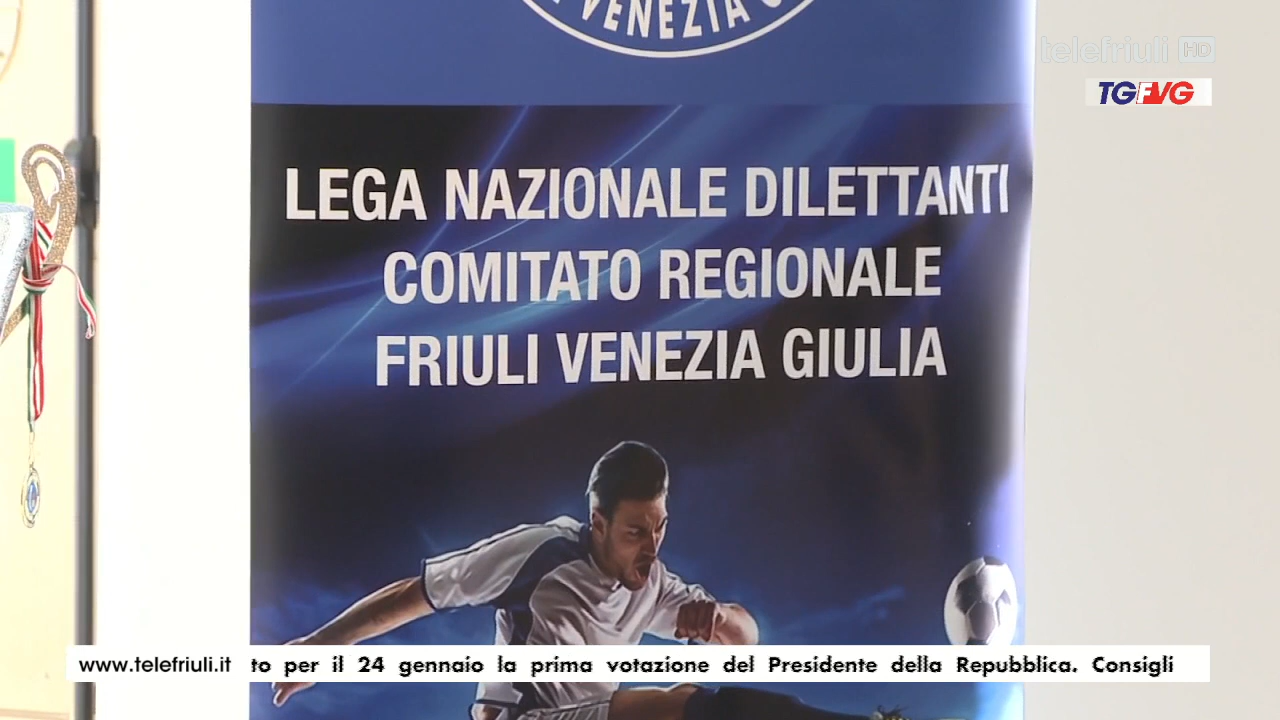 VENEZIA
telefriuli HD
TGFVG
LEGA NAZIONALE DILETTANTI
COMITATO REGIONALE
FRIULI VENEZIA GIULIA
www.telefriuli.it to per il 24 gennaio la prima votazione del Presidente della Repubblica. Consigli